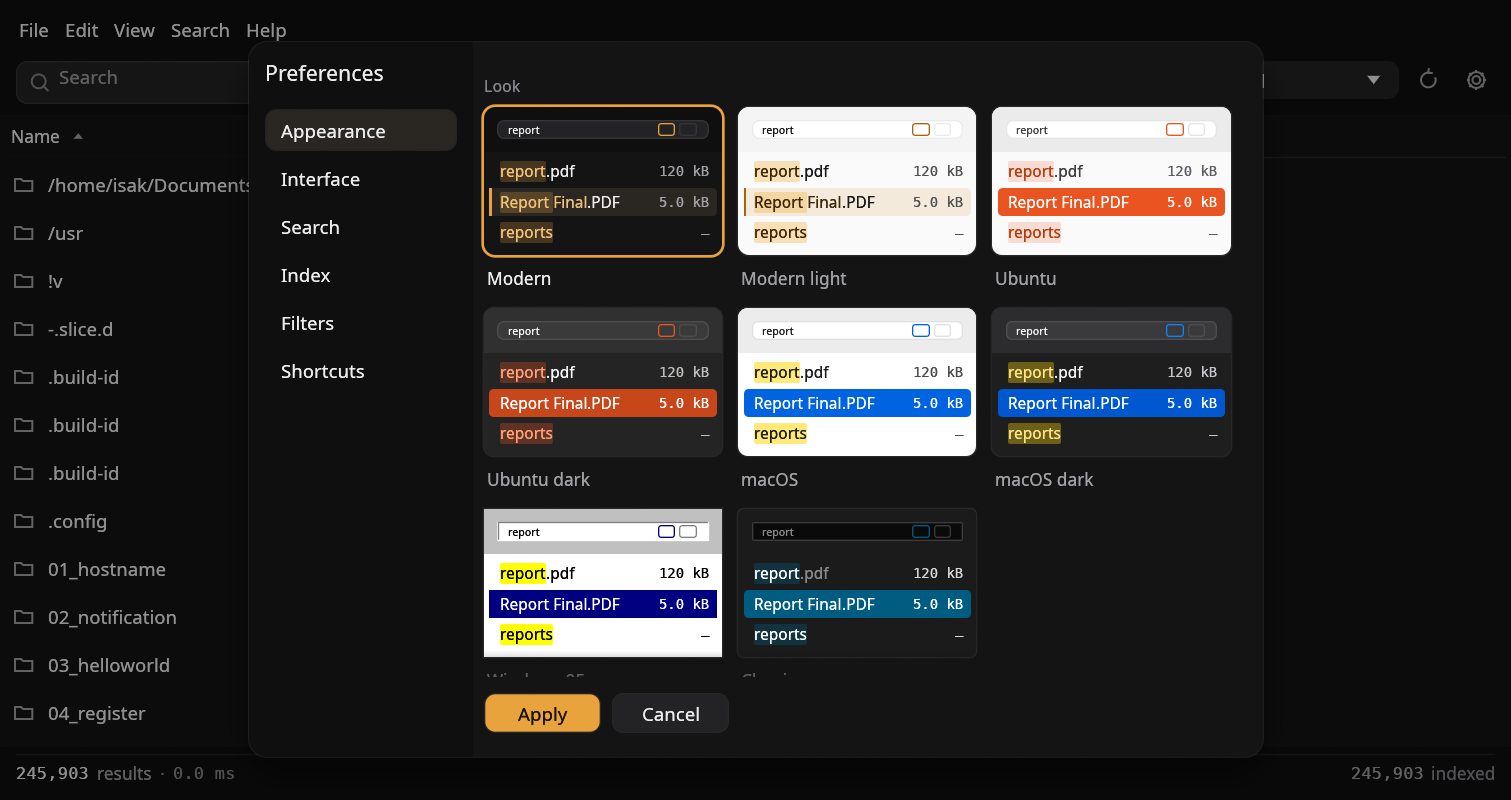 File Edit View Search Help
Search
Name
/home/isak/Documents
/usr
!v
-.slice.d
.build-id
.build-id
.build-id
.config
01_hostname
02_notification
03_helloworld
04_register
245,903 results · 0.0 ms
245,903 indexed
Preferences
Appearance
Interface
Search
Index
Filters
Shortcuts
Look
report
report.pdf 120 kB
Report Final.PDF 5.0 kB
reports –
Modern
report
report.pdf 120 kB
Report Final.PDF 5.0 kB
reports –
Modern light
report
report.pdf 120 kB
Report Final.PDF 5.0 kB
reports –
Ubuntu
report
report.pdf 120 kB
Report Final.PDF 5.0 kB
reports –
Ubuntu dark
report
report.pdf 120 kB
Report Final.PDF 5.0 kB
reports –
macOS
report
report.pdf 120 kB
Report Final.PDF 5.0 kB
reports –
macOS dark
report
report.pdf 120 kB
Report Final.PDF 5.0 kB
reports –
report
report.pdf 120 kB
Report Final.PDF 5.0 kB
reports –
Apply
Cancel